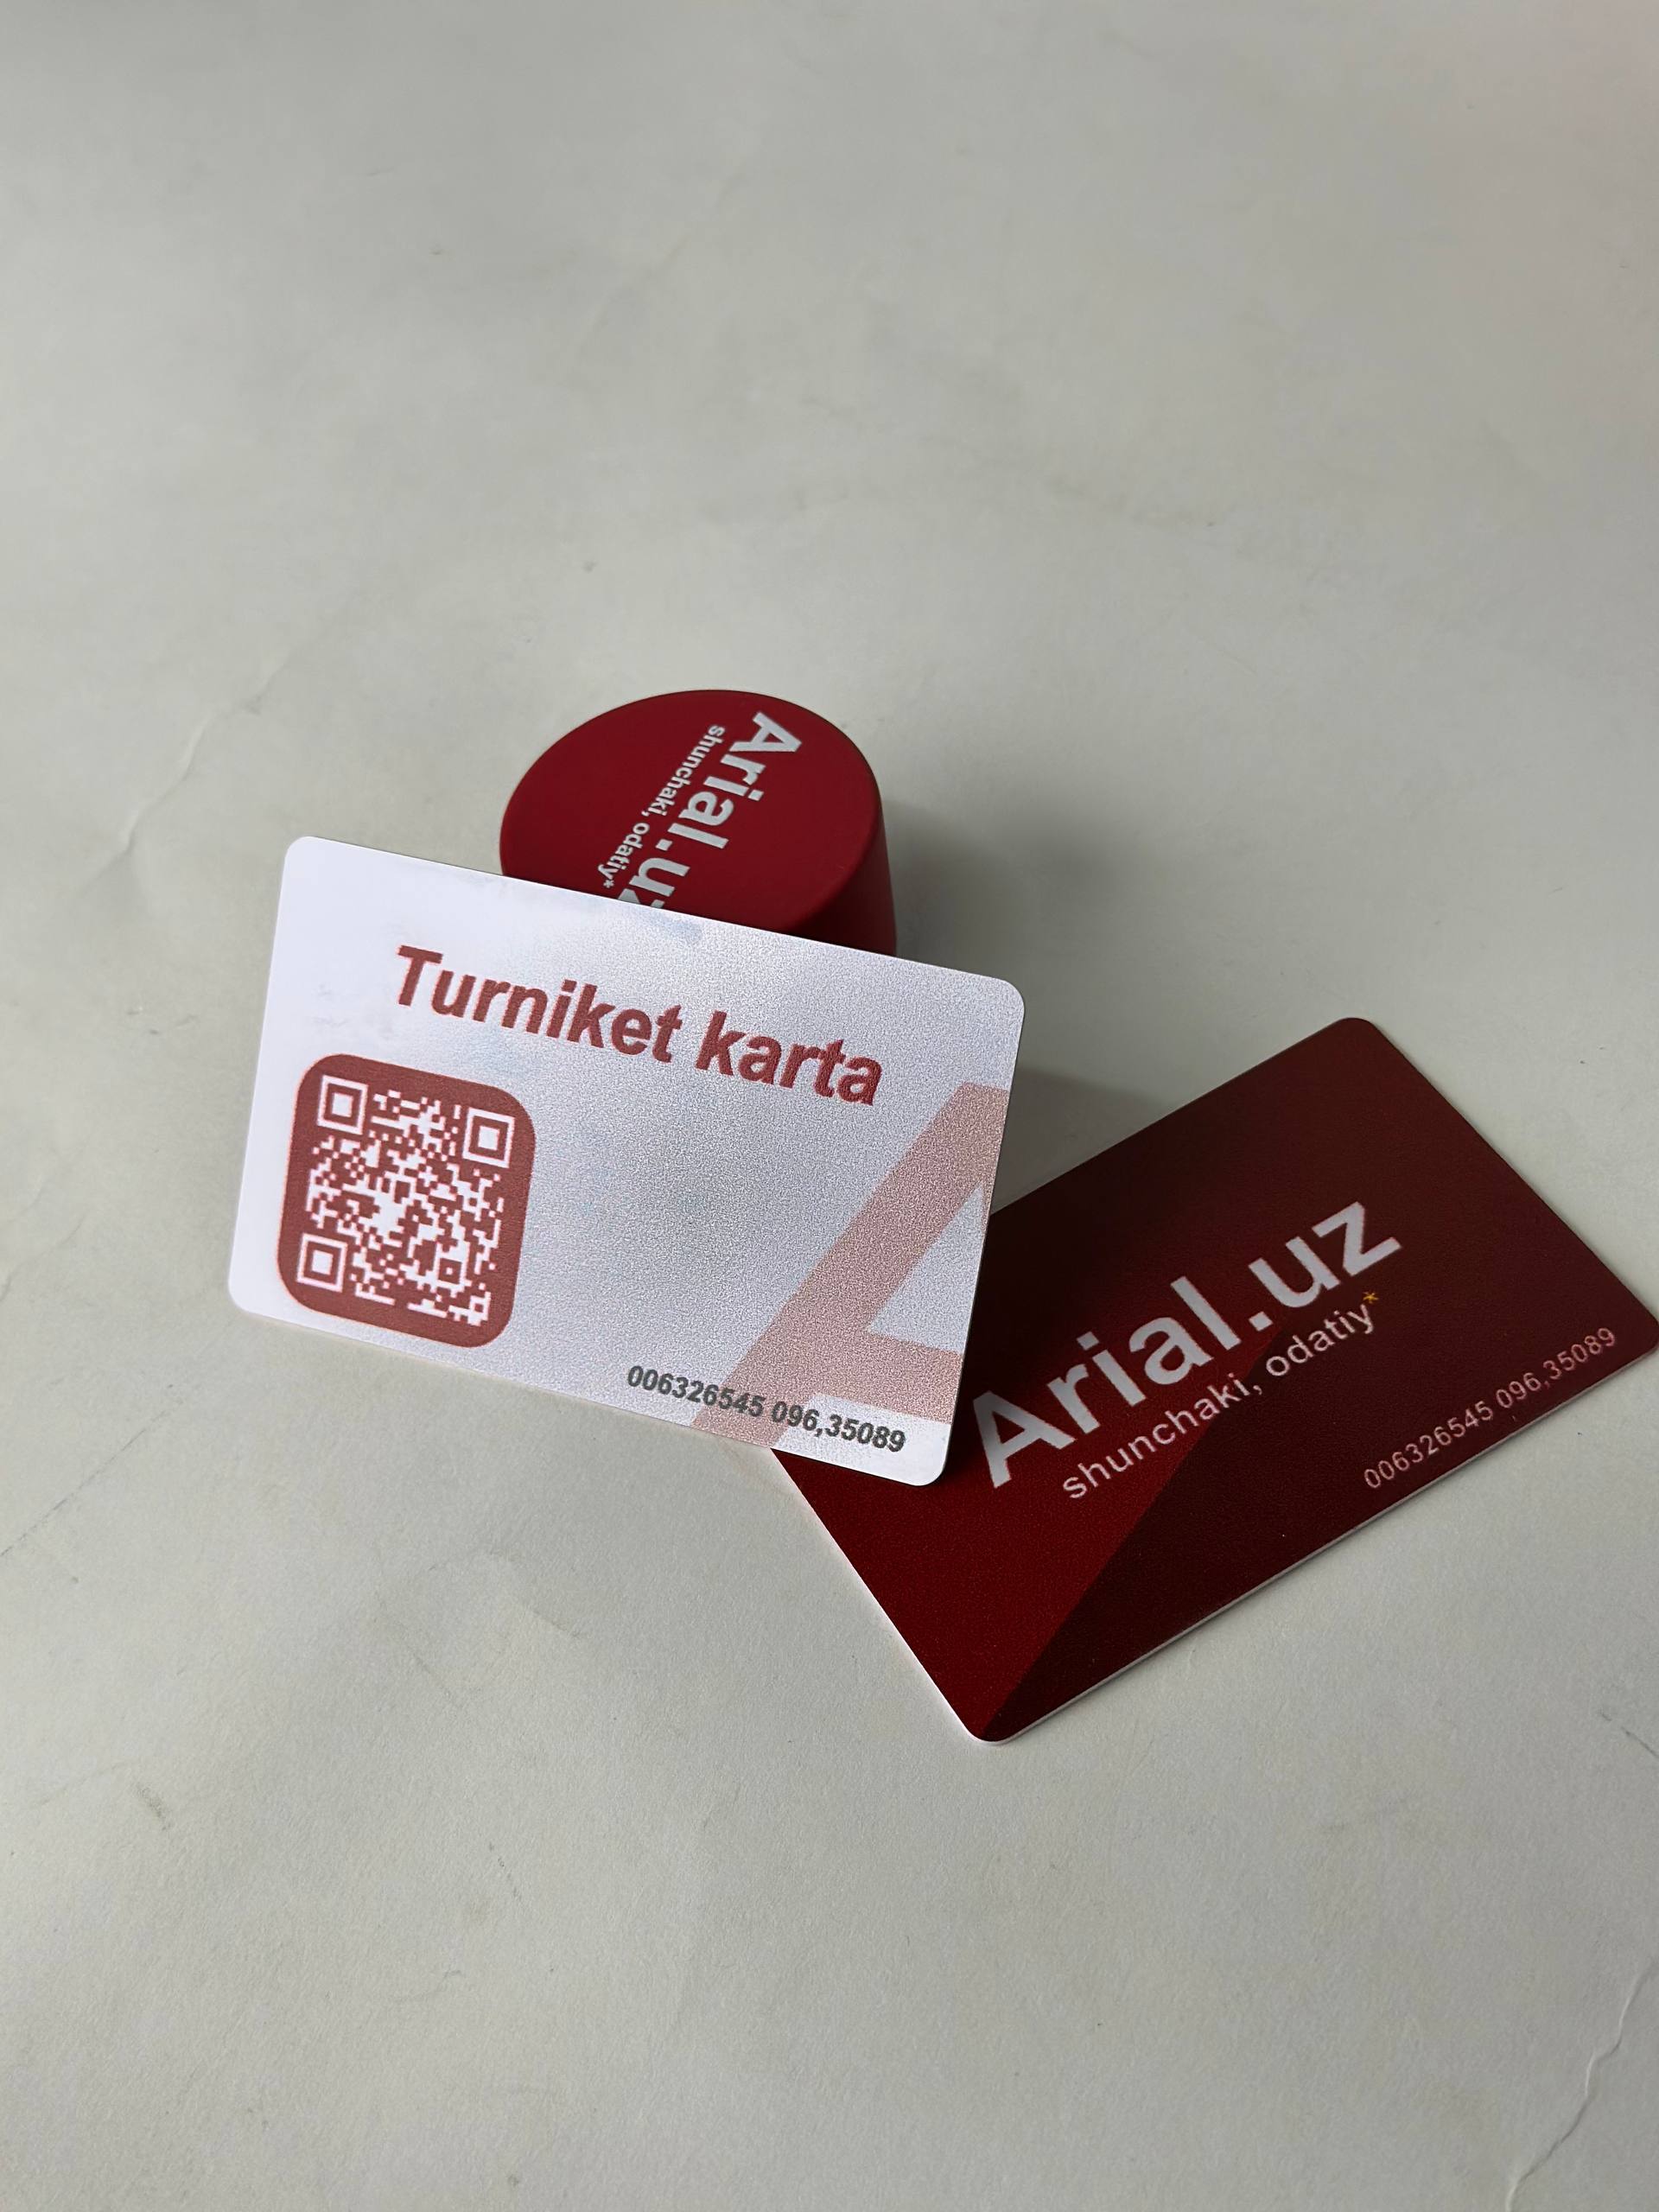 Arial.uz
shunchaki, odatiy*
Turniket karta
006326545 096,35089
Arial.uz
shunchaki, odatiy*
006326545 096,35089